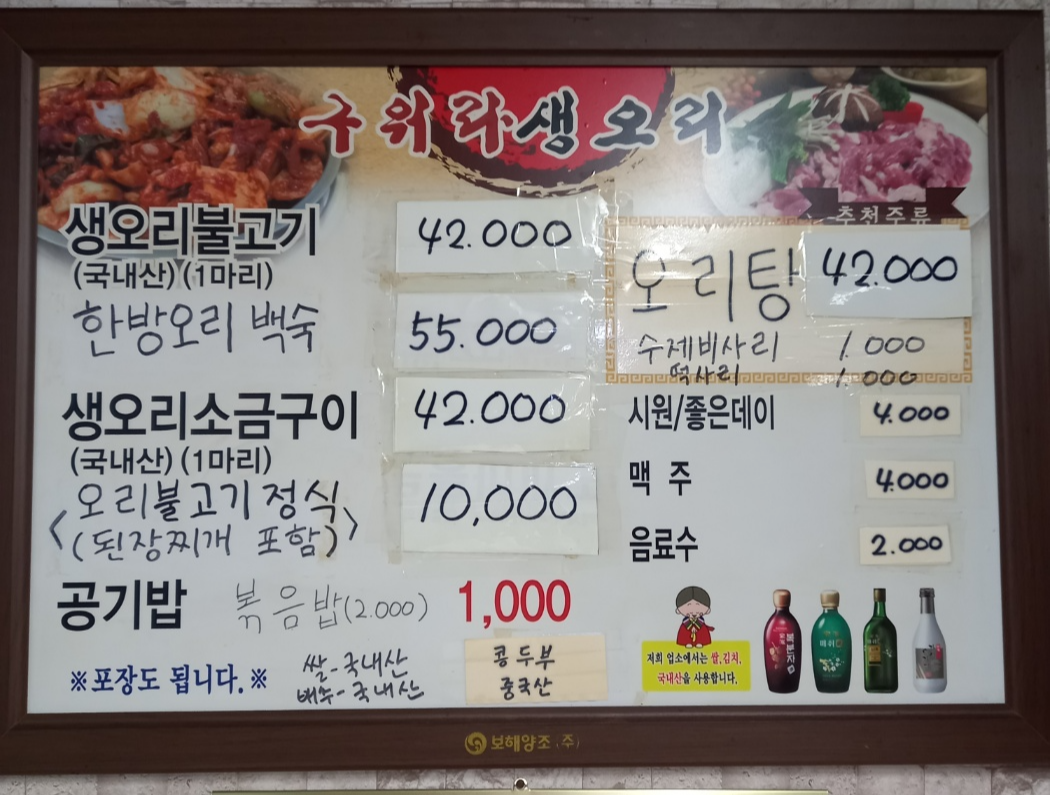 구워라생오리
생오리불고기 42.000
(국내산)(1마리)
한방오리 백숙 55.000
생오리소금구이 42.000
(국내산)(1마리)
<오리불고기정식 10,000
(된장찌개 포함)>
공기밥 볶음밥(2.000) 1,000
※포장도 됩니다.※
쌀-국내산
배추-국내산
콩두부
중국산
추천주류
오리탕 42.000
수제비사리 1.000
떡사리 1.000
시원/좋은데이 4.000
맥주 4.000
음료수 2.000
저희 업소에서는 쌀,김치,
국내산을 사용합니다.
복분자
보해양조(주)